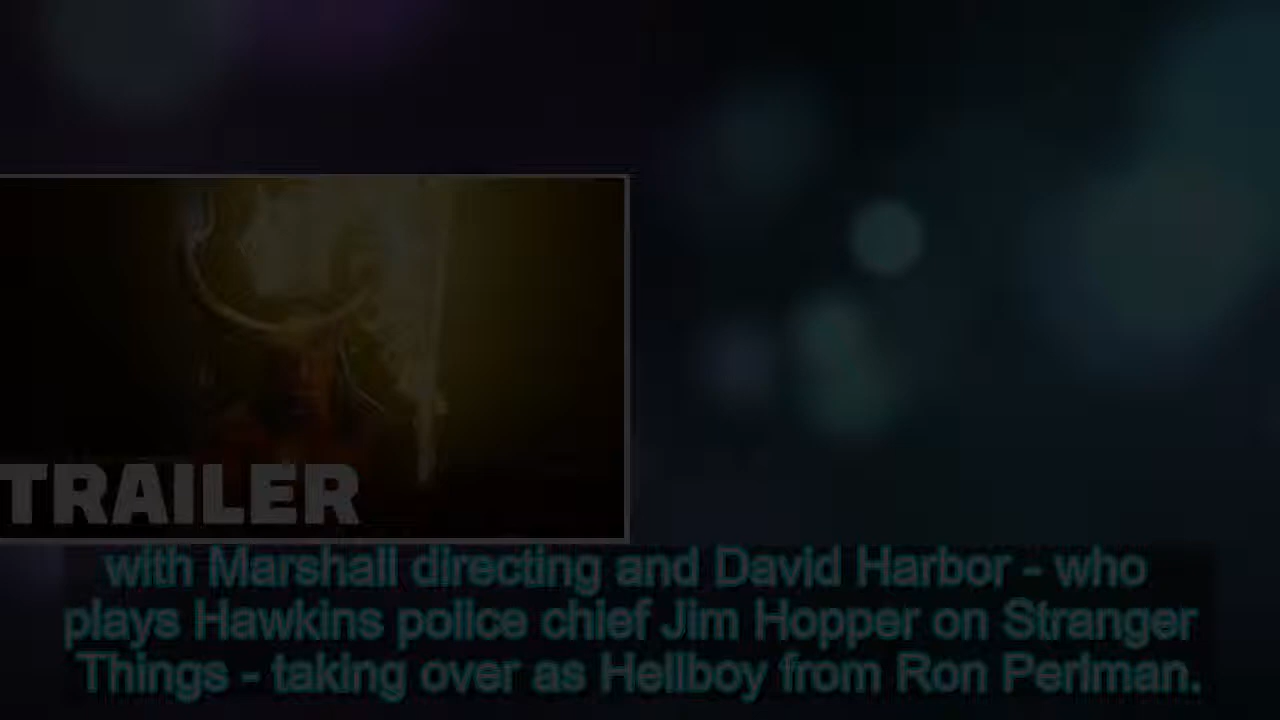 TRAILER
with Marshall directing and David Harbor - who
plays Hawkins police chief Jim Hopper on Stranger
Things - taking over as Hellboy from Ron Perlman.